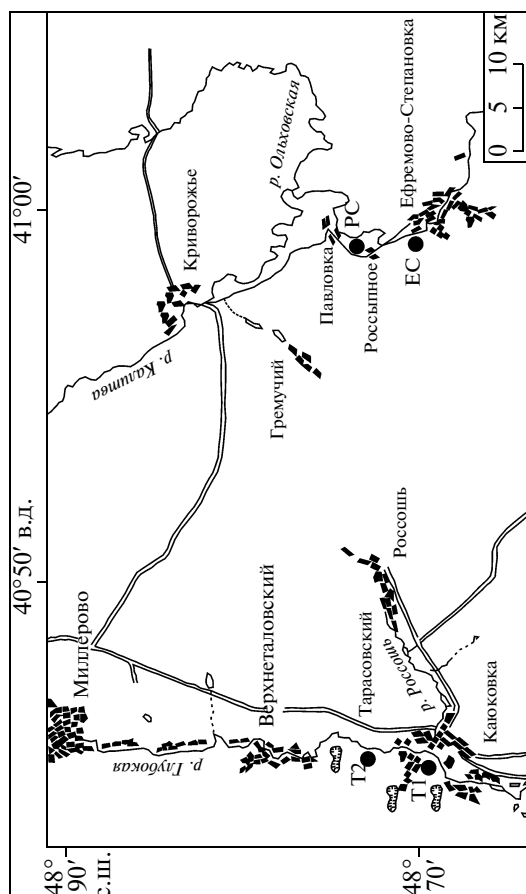 40°50′ в.д.
41°00′
48°
90′
с.ш.
48°
70′
Миллерово
р. Глубокая
Верхнеталовский
Тарасовский
р. Россошь
Россошь
Каюковка
Т2
Т1
р. Калитва
Криворожье
р. Ольховская
Гремучий
Павловка
РС
Россыпное
ЕС
Ефремово-Степановка
0 5 10 км